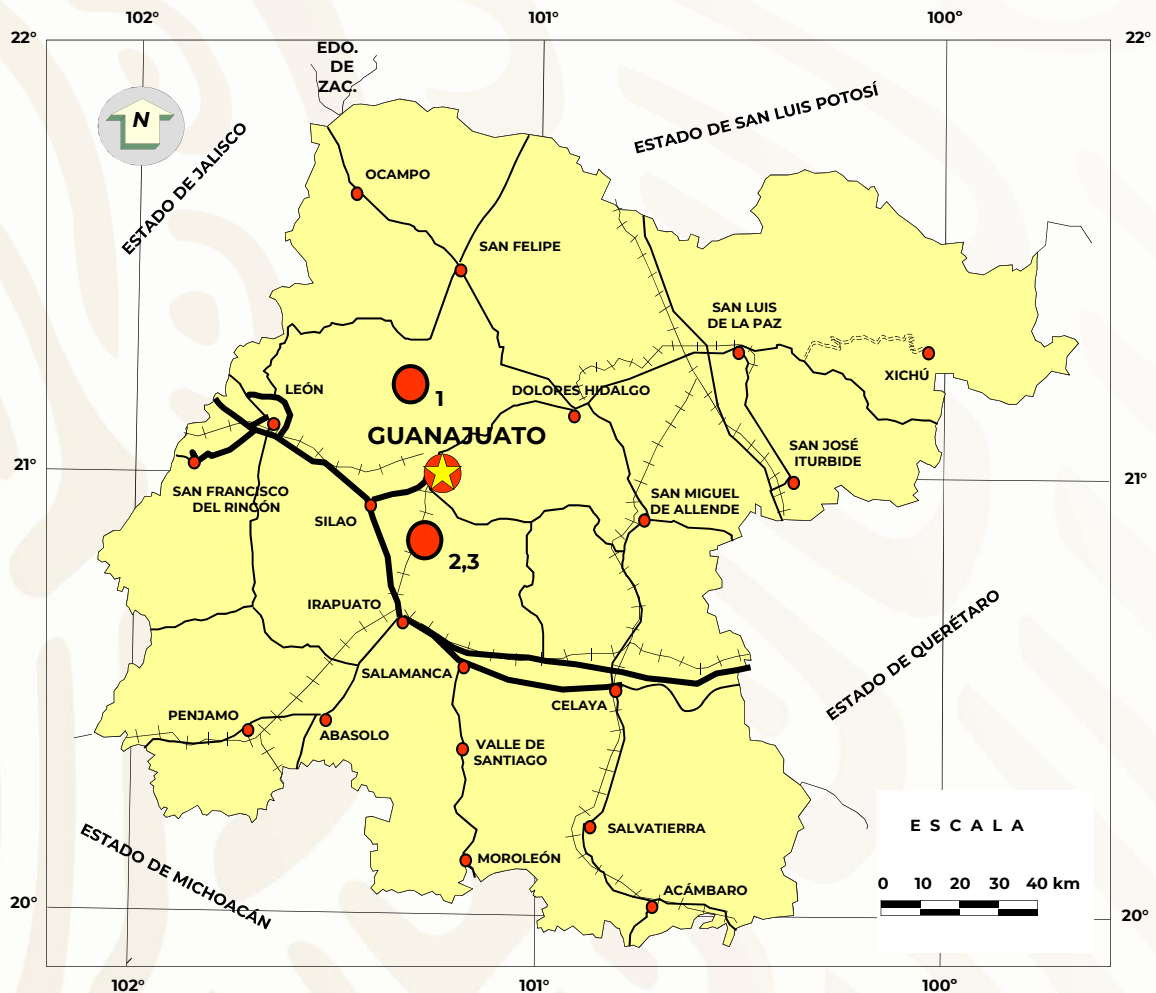 102°
101°
100°
22°
22°
EDO.
DE
ZAC.
ESTADO DE SAN LUIS POTOSÍ
N
ESTADO DE JALISCO
OCAMPO
SAN FELIPE
SAN LUIS
DE LA PAZ
XICHÚ
LEÓN
1
DOLORES HIDALGO
GUANAJUATO
SAN JOSÉ
ITURBIDE
21°
21°
SAN FRANCISCO
DEL RINCÓN
SILAO
SAN MIGUEL
DE ALLENDE
2,3
IRAPUATO
ESTADO DE QUERÉTARO
SALAMANCA
CELAYA
PENJAMO
ABASOLO
VALLE DE
SANTIAGO
ESTADO DE MICHOACÁN
SALVATIERRA
MOROLEÓN
ACÁMBARO
E S C A L A
0 10 20 30 40 km
20°
20°
102°
101°
100°